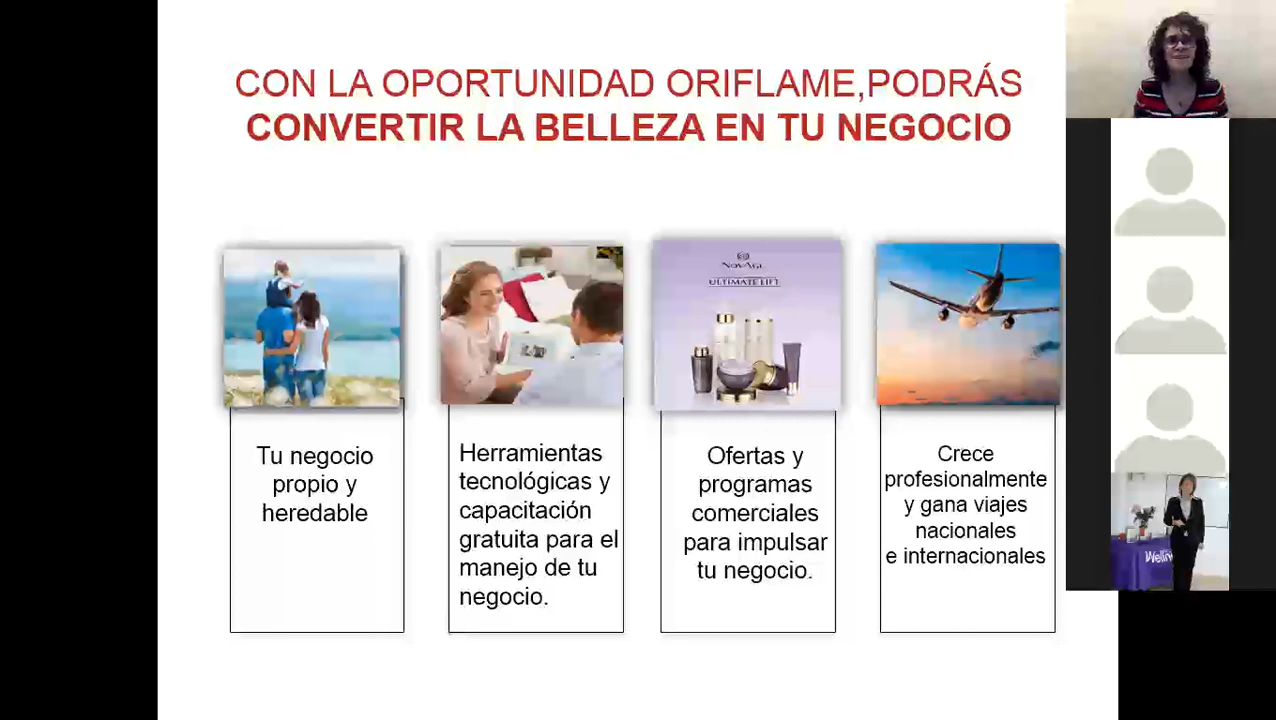 CON LA OPORTUNIDAD ORIFLAME,PODRÁS
CONVERTIR LA BELLEZA EN TU NEGOCIO
NOVAGE
ULTIMATE LIFT
Tu negocio
propio y
heredable
Herramientas
tecnológicas y
capacitación
gratuita para el
manejo de tu
negocio.
Ofertas y
programas
comerciales
para impulsar
tu negocio.
Crece
profesionalmente
y gana viajes
nacionales
e internacionales